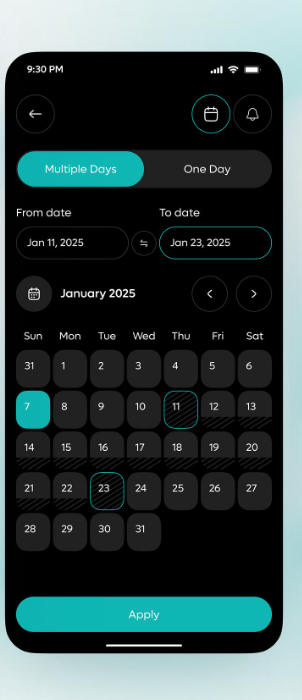 9:30 PM
Multiple Days One Day
From date To date
Jan 11, 2025 Jan 23, 2025
January 2025
Sun Mon Tue Wed Thu Fri Sat
31 1 2 3 4 5 6
7 8 9 10 11 12 13
14 15 16 17 18 19 20
21 22 23 24 25 26 27
28 29 30 31
Apply